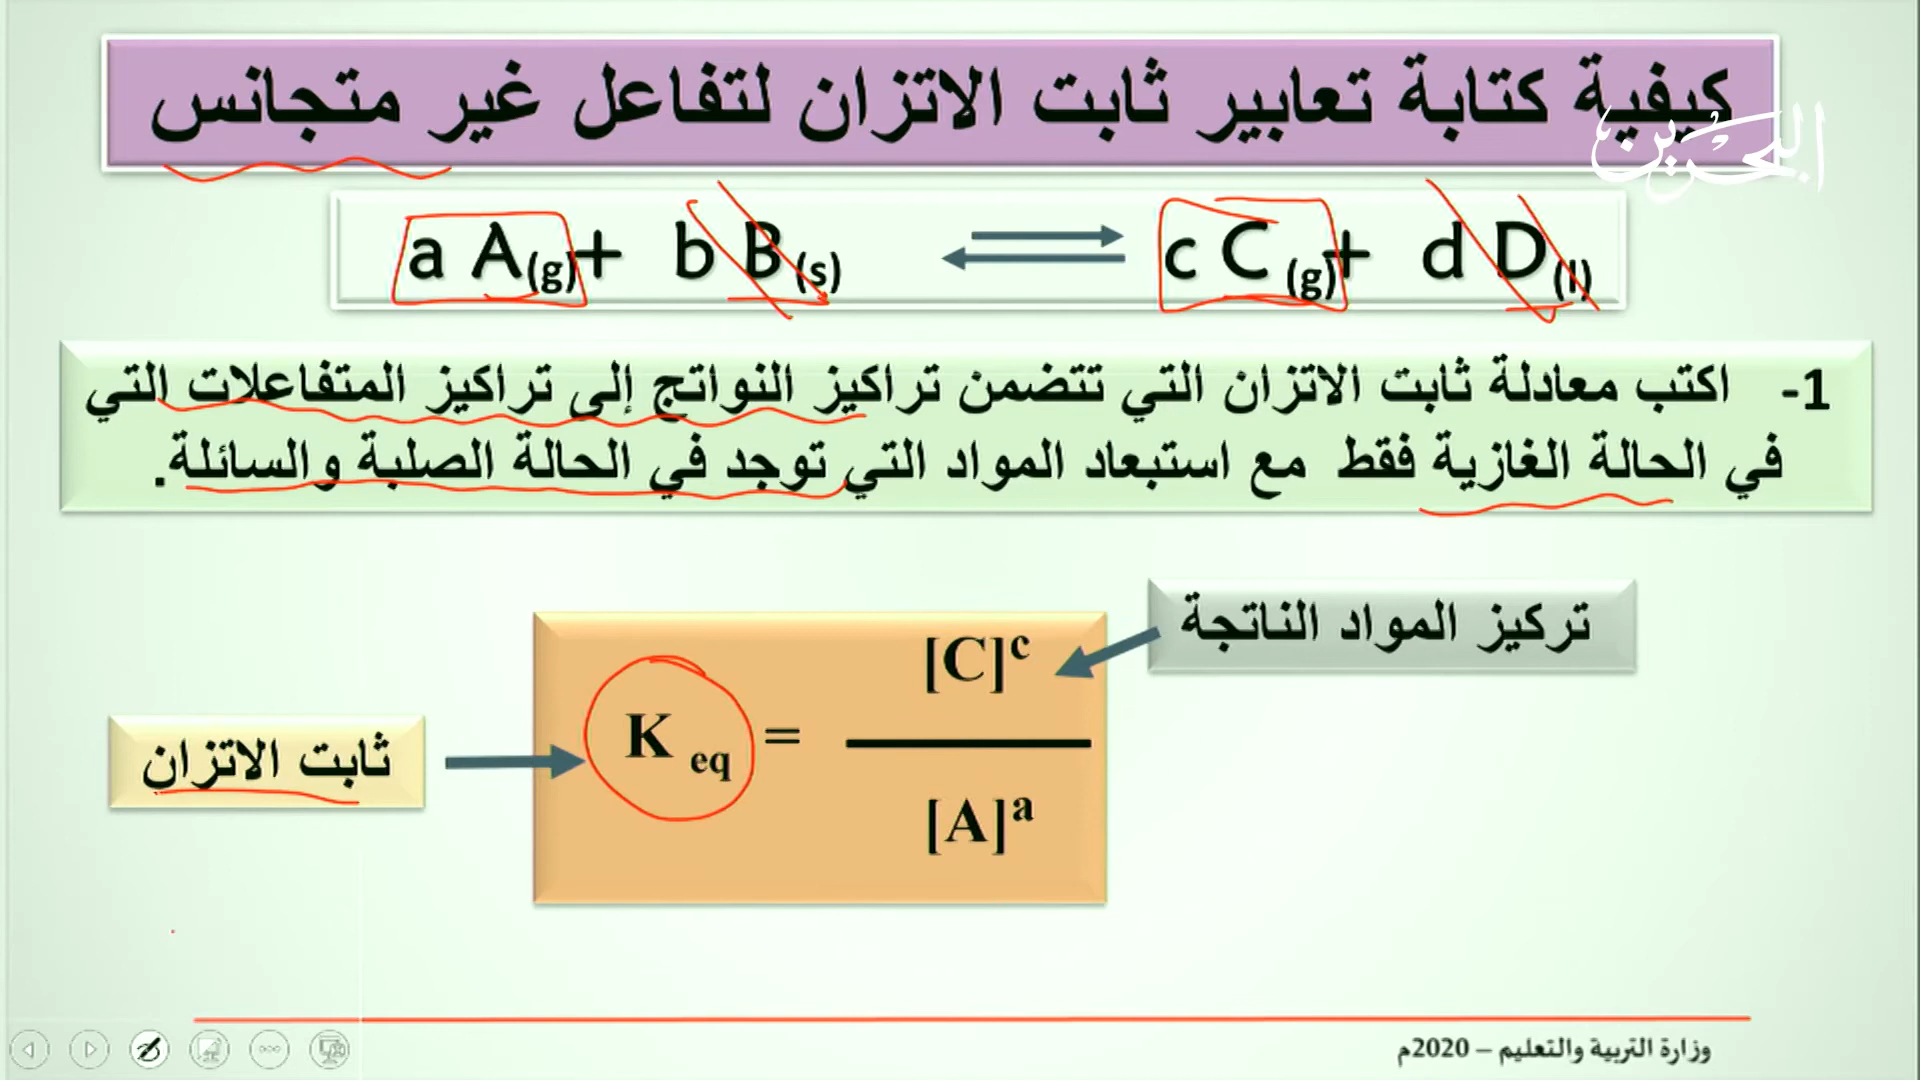 كيفية كتابة تعابير ثابت الاتزان لتفاعل غير متجانس
البحرين
a A(g)+ b B(s) ⇌ c C (g)+ d D(l)
1- اكتب معادلة ثابت الاتزان التي تتضمن تراكيز النواتج إلى تراكيز المتفاعلات التي
في الحالة الغازية فقط مع استبعاد المواد التي توجد في الحالة الصلبة والسائلة.
تركيز المواد الناتجة
[C]ᶜ
K eq =
[A]ᵃ
ثابت الاتزان
وزارة التربية والتعليم – 2020م